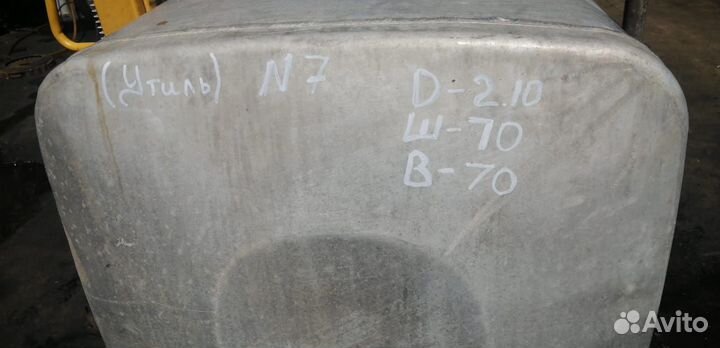 (Утиль) N7
D-2.10
Ш-70
В-70
Avito